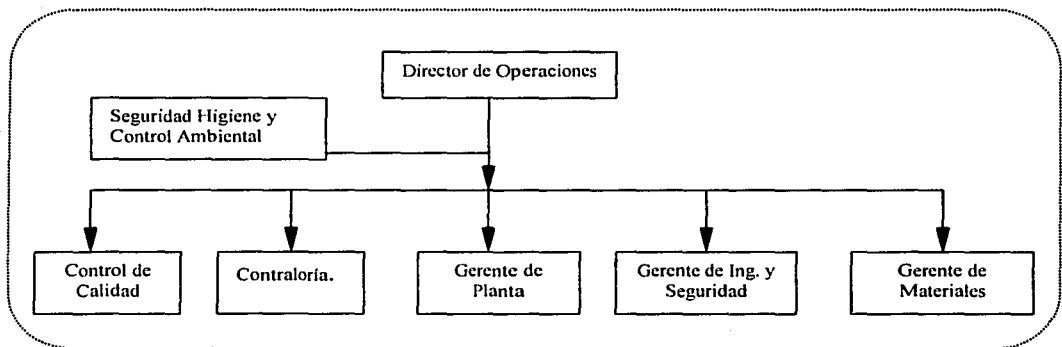 Director de Operaciones
Seguridad Higiene y
Control Ambiental
Control de
Calidad
Contraloría.
Gerente de
Planta
Gerente de Ing. y
Seguridad
Gerente de
Materiales